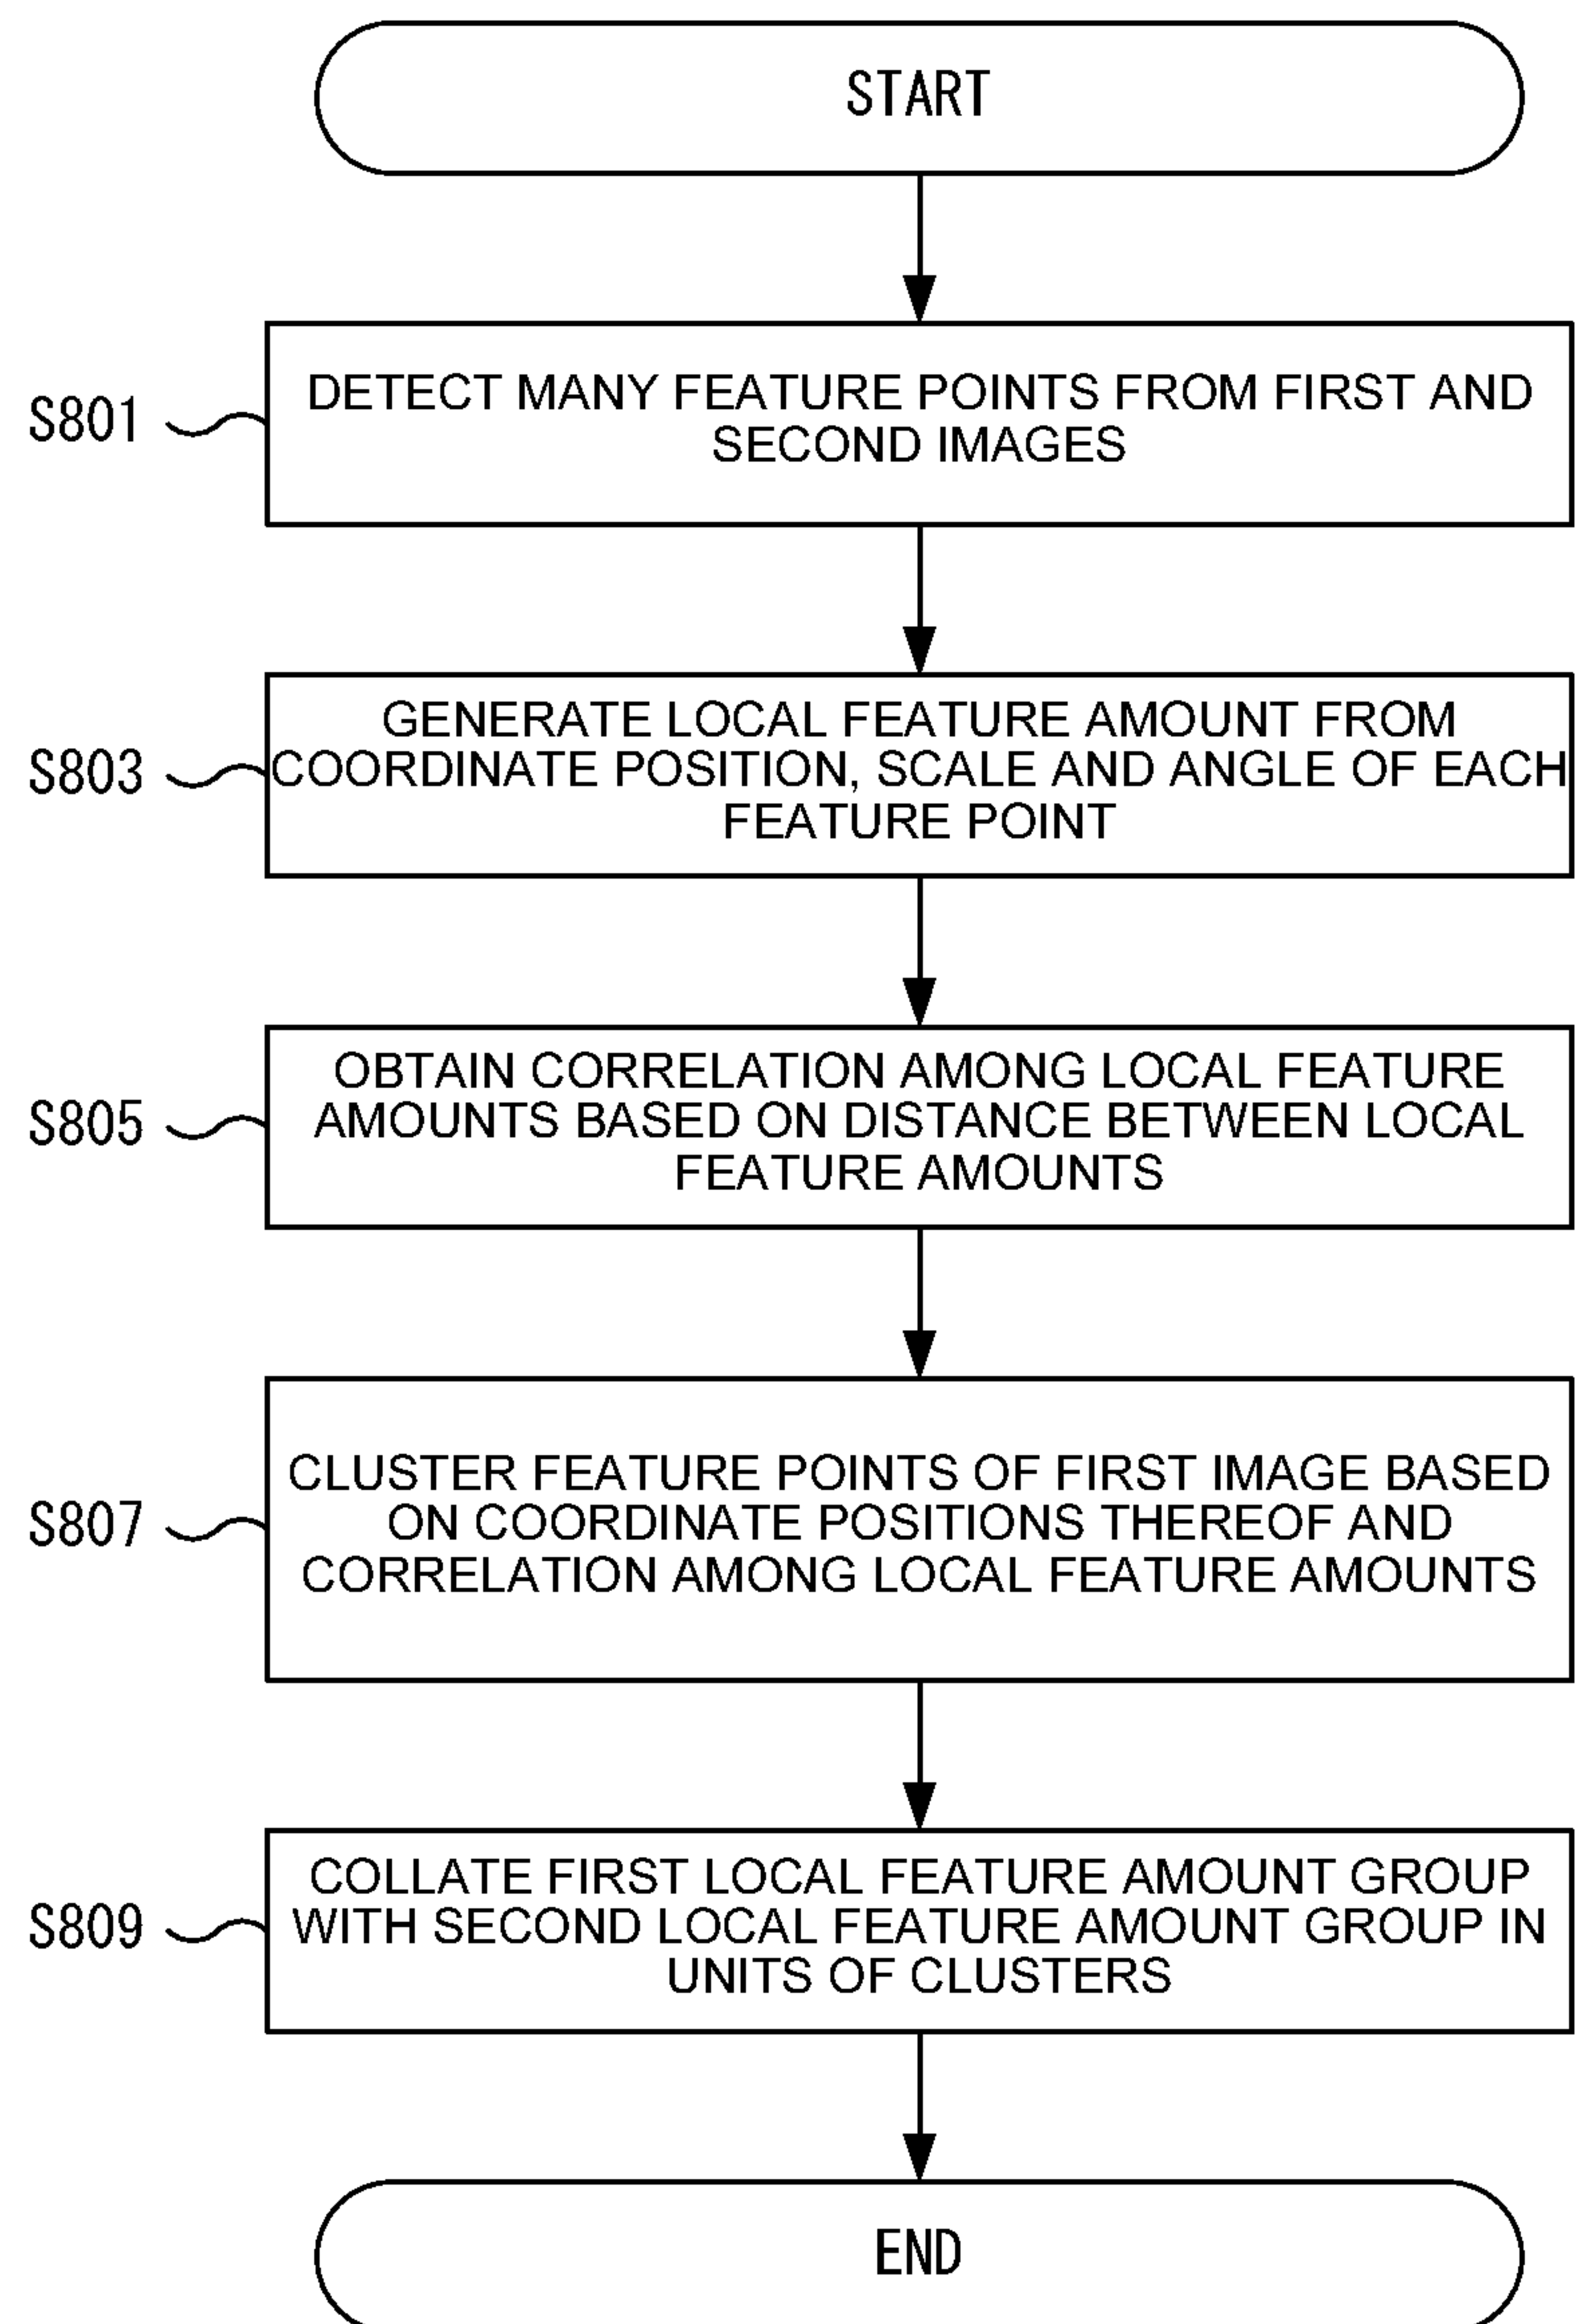 START
S801
DETECT MANY FEATURE POINTS FROM FIRST AND
SECOND IMAGES
S803
GENERATE LOCAL FEATURE AMOUNT FROM
COORDINATE POSITION, SCALE AND ANGLE OF EACH
FEATURE POINT
S805
OBTAIN CORRELATION AMONG LOCAL FEATURE
AMOUNTS BASED ON DISTANCE BETWEEN LOCAL
FEATURE AMOUNTS
S807
CLUSTER FEATURE POINTS OF FIRST IMAGE BASED
ON COORDINATE POSITIONS THEREOF AND
CORRELATION AMONG LOCAL FEATURE AMOUNTS
S809
COLLATE FIRST LOCAL FEATURE AMOUNT GROUP
WITH SECOND LOCAL FEATURE AMOUNT GROUP IN
UNITS OF CLUSTERS
END